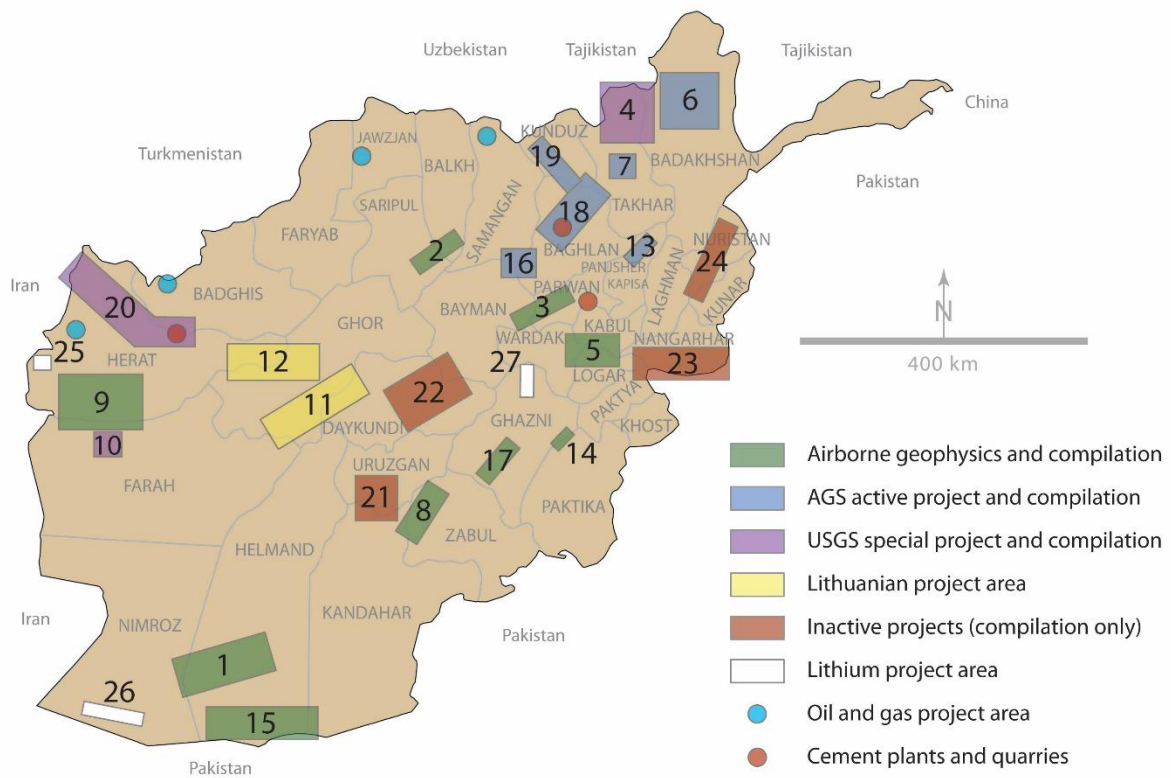 Uzbekistan
Tajikistan
Tajikistan
China
Turkmenistan
Pakistan
JAWZJAN
BALKH
KUNDUZ
4
6
19
7
BADAKHSHAN
SARIPUL
SAMANGAN
18
TAKHAR
FARYAB
2
16
BAGHLAN
13
NURISTAN
24
PANJSHER
KAPISA
LAGHMAN
KUNAR
Iran
20
BADGHIS
BAYMAN
PARWAN
3
GHOR
WARDAK
KABUL
NANGARHAR
N
400 km
25
HERAT
12
27
5
LOGAR
23
9
11
22
PAKTYA
10
DAYKUNDI
GHAZNI
KHOST
FARAH
URUZGAN
17
14
21
8
PAKTIKA
HELMAND
ZABUL
Iran
NIMROZ
KANDAHAR
Pakistan
1
26
15
Pakistan
Airborne geophysics and compilation
AGS active project and compilation
USGS special project and compilation
Lithuanian project area
Inactive projects (compilation only)
Lithium project area
Oil and gas project area
Cement plants and quarries